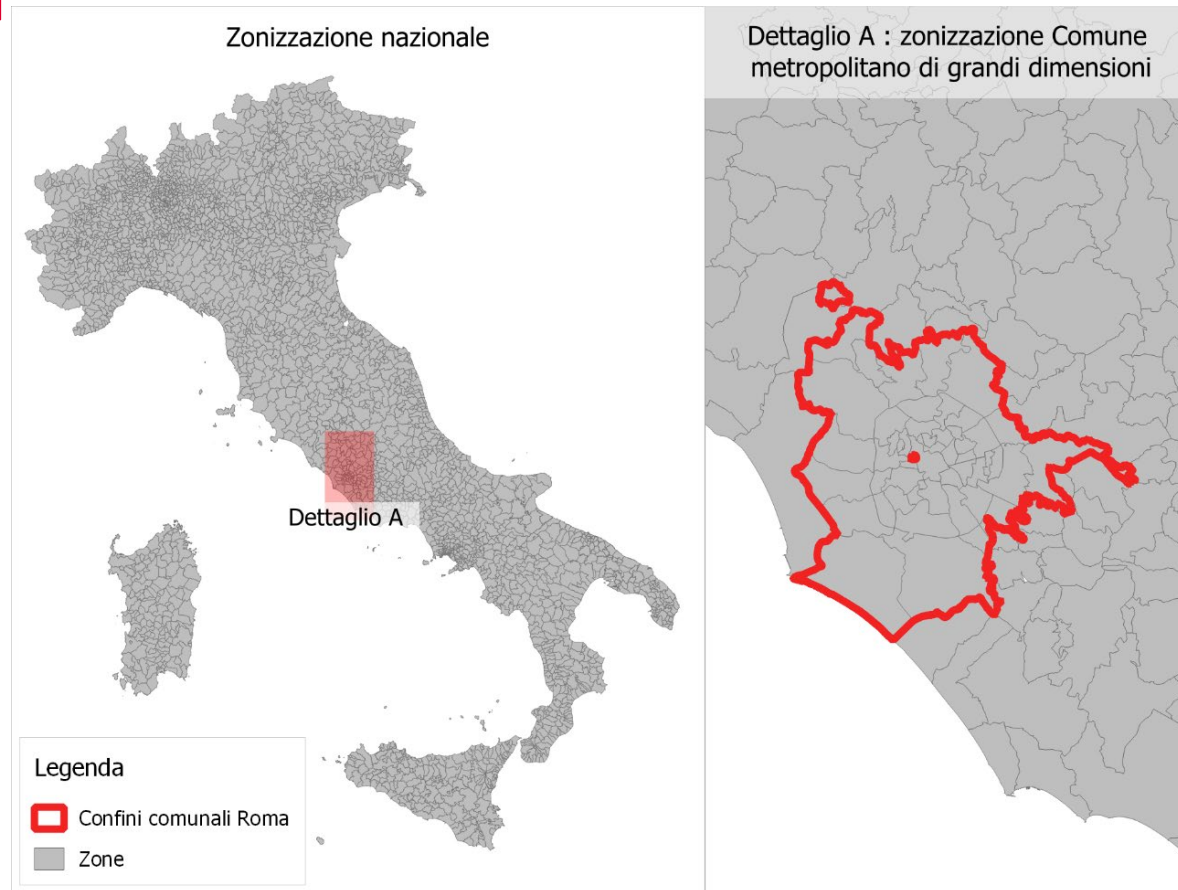 Zonizzazione nazionale
Dettaglio A : zonizzazione Comune
metropolitano di grandi dimensioni
Dettaglio A
Legenda
Confini comunali Roma
Zone